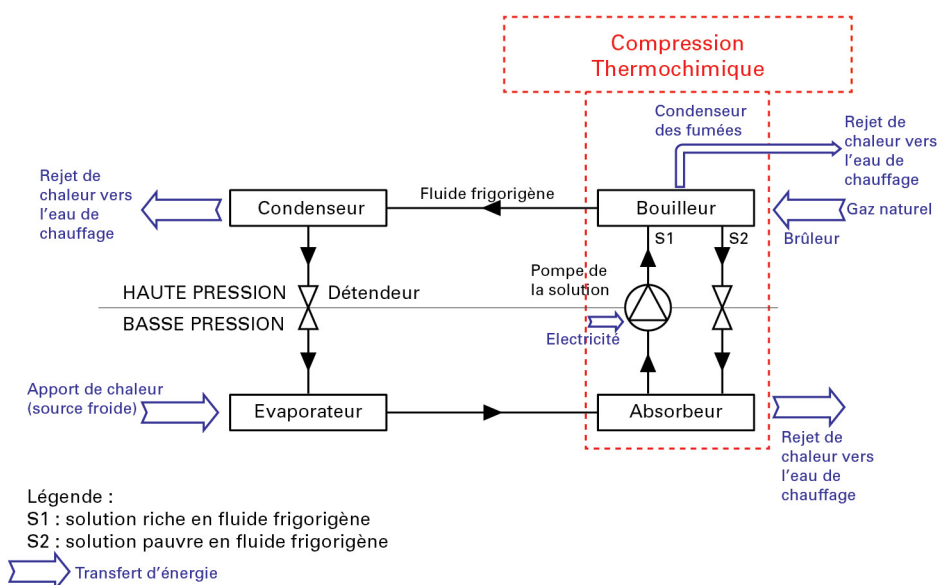 Compression
Thermochimique
Condenseur
des fumées
Rejet de
chaleur vers
l'eau de
chauffage
Rejet de
chaleur vers
l'eau de
chauffage
Condenseur
Fluide frigorigène
Bouilleur
Gaz naturel
Brûleur
S1
S2
Pompe de
la solution
HAUTE PRESSION
Détendeur
BASSE PRESSION
Electricité
Apport de chaleur
(source froide)
Evaporateur
Absorbeur
Rejet de
chaleur vers
l'eau de
chauffage
Légende :
S1 : solution riche en fluide frigorigène
S2 : solution pauvre en fluide frigorigène
Transfert d'énergie